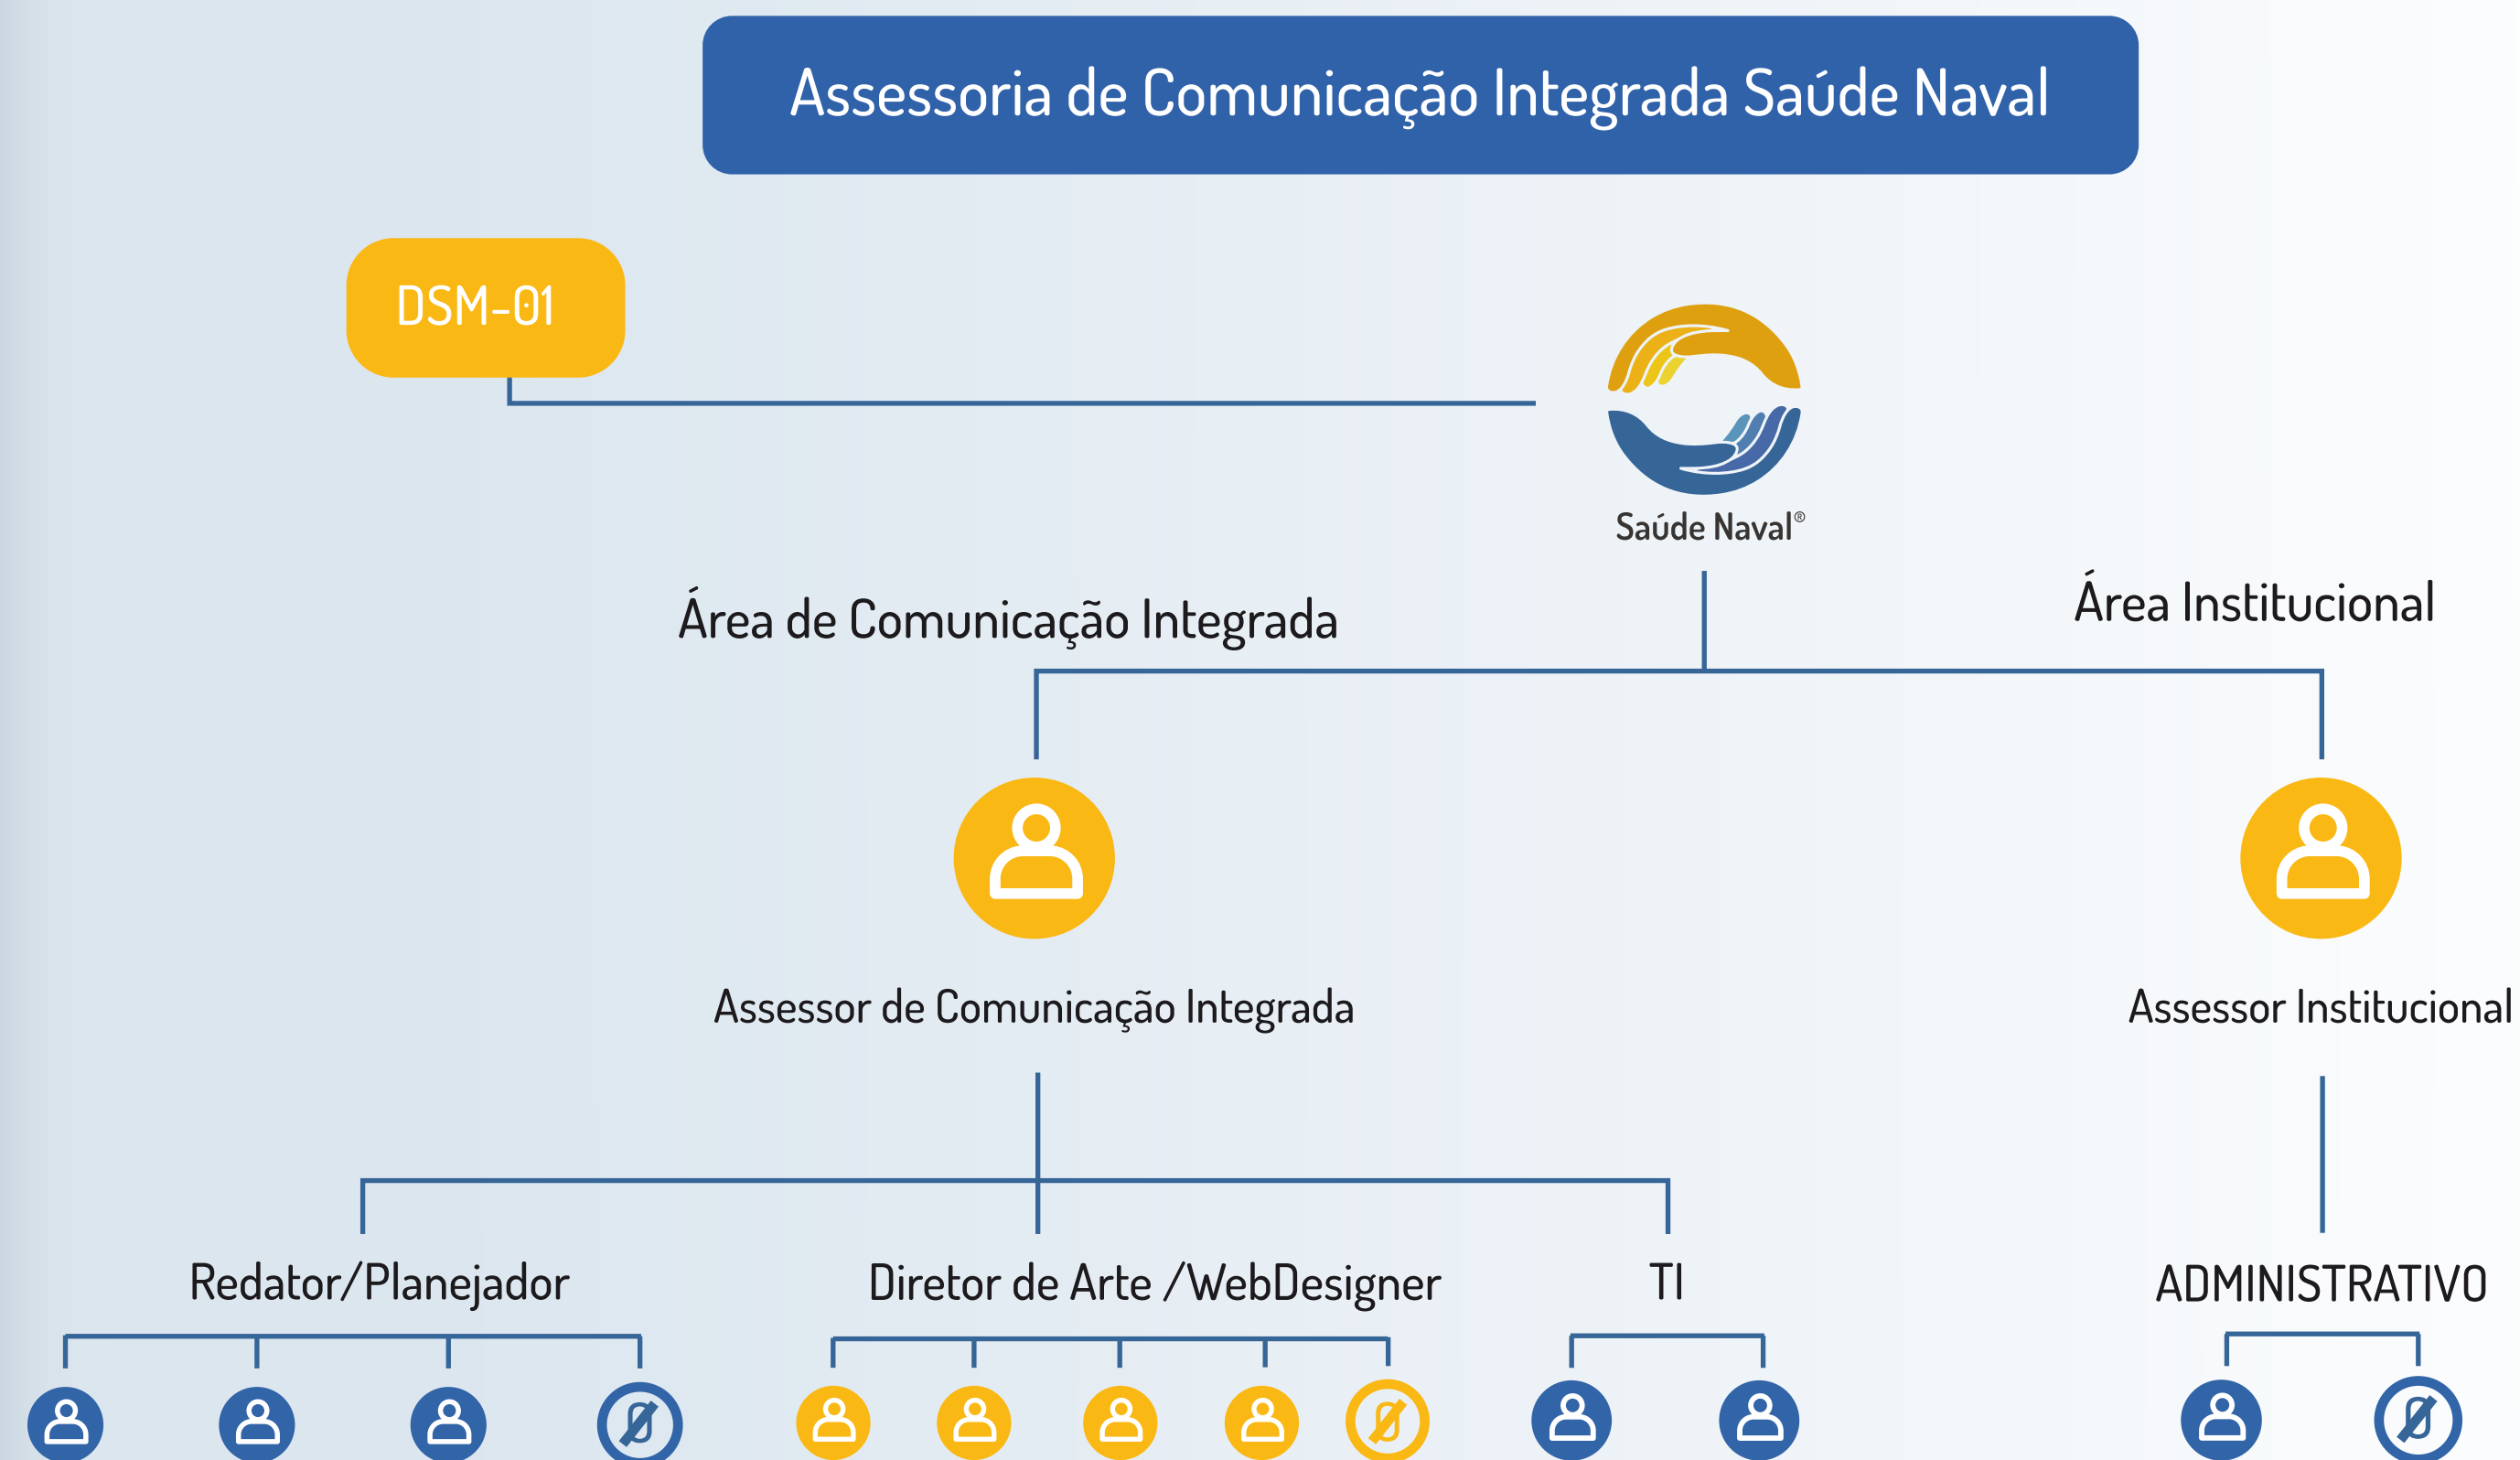 Assessoria de Comunicação Integrada Saúde Naval
DSM-01
Saúde Naval®
Área de Comunicação Integrada
Área Institucional
Assessor de Comunicação Integrada
Assessor Institucional
Redator/Planejador
Diretor de Arte /WebDesigner
TI
ADMINISTRATIVO